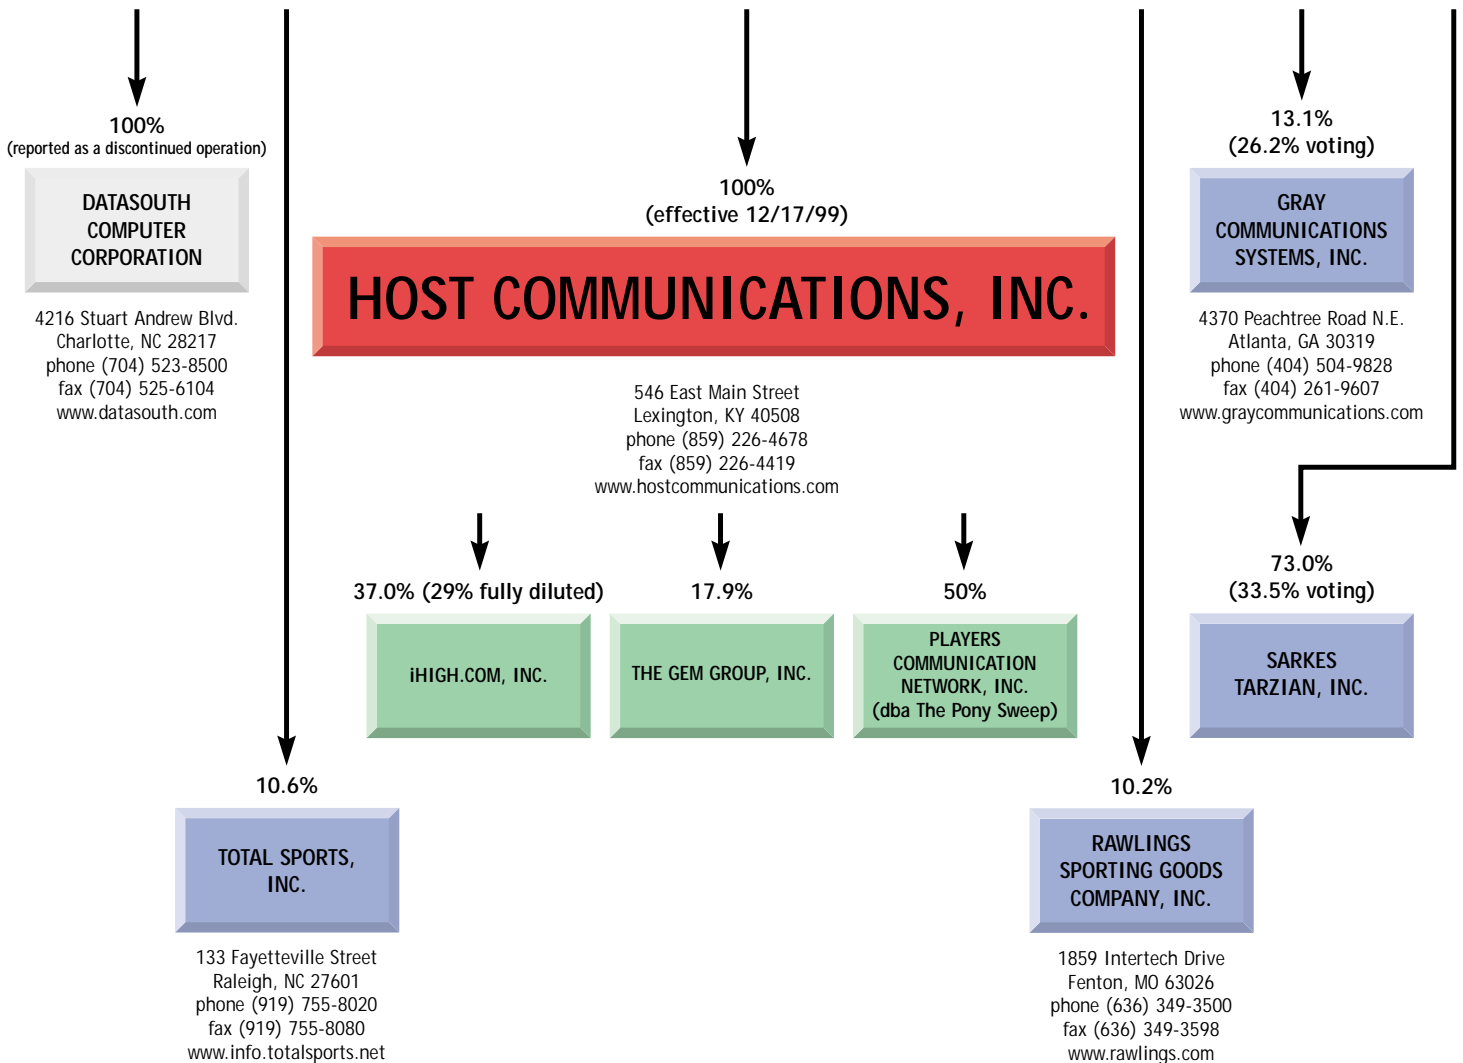 100%
(reported as a discontinued operation)
DATASOUTH
COMPUTER
CORPORATION
4216 Stuart Andrew Blvd.
Charlotte, NC 28217
phone (704) 523-8500
fax (704) 525-6104
www.datasouth.com
100%
(effective 12/17/99)
HOST COMMUNICATIONS, INC.
546 East Main Street
Lexington, KY 40508
phone (859) 226-4678
fax (859) 226-4419
www.hostcommunications.com
13.1%
(26.2% voting)
GRAY
COMMUNICATIONS
SYSTEMS, INC.
4370 Peachtree Road N.E.
Atlanta, GA 30319
phone (404) 504-9828
fax (404) 261-9607
www.graycommunications.com
37.0% (29% fully diluted)
iHIGH.COM, INC.
17.9%
THE GEM GROUP, INC.
50%
PLAYERS
COMMUNICATION
NETWORK, INC.
(dba The Pony Sweep)
73.0%
(33.5% voting)
SARKES
TARZIAN, INC.
10.6%
TOTAL SPORTS,
INC.
133 Fayetteville Street
Raleigh, NC 27601
phone (919) 755-8020
fax (919) 755-8080
www.info.totalsports.net
10.2%
RAWLINGS
SPORTING GOODS
COMPANY, INC.
1859 Intertech Drive
Fenton, MO 63026
phone (636) 349-3500
fax (636) 349-3598
www.rawlings.com